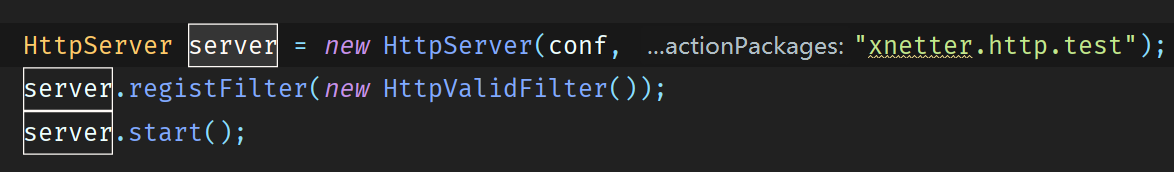 HttpServer server = new HttpServer(conf, ...actionPackages: "xnetter.http.test");
server.registFilter(new HttpValidFilter());
server.start();